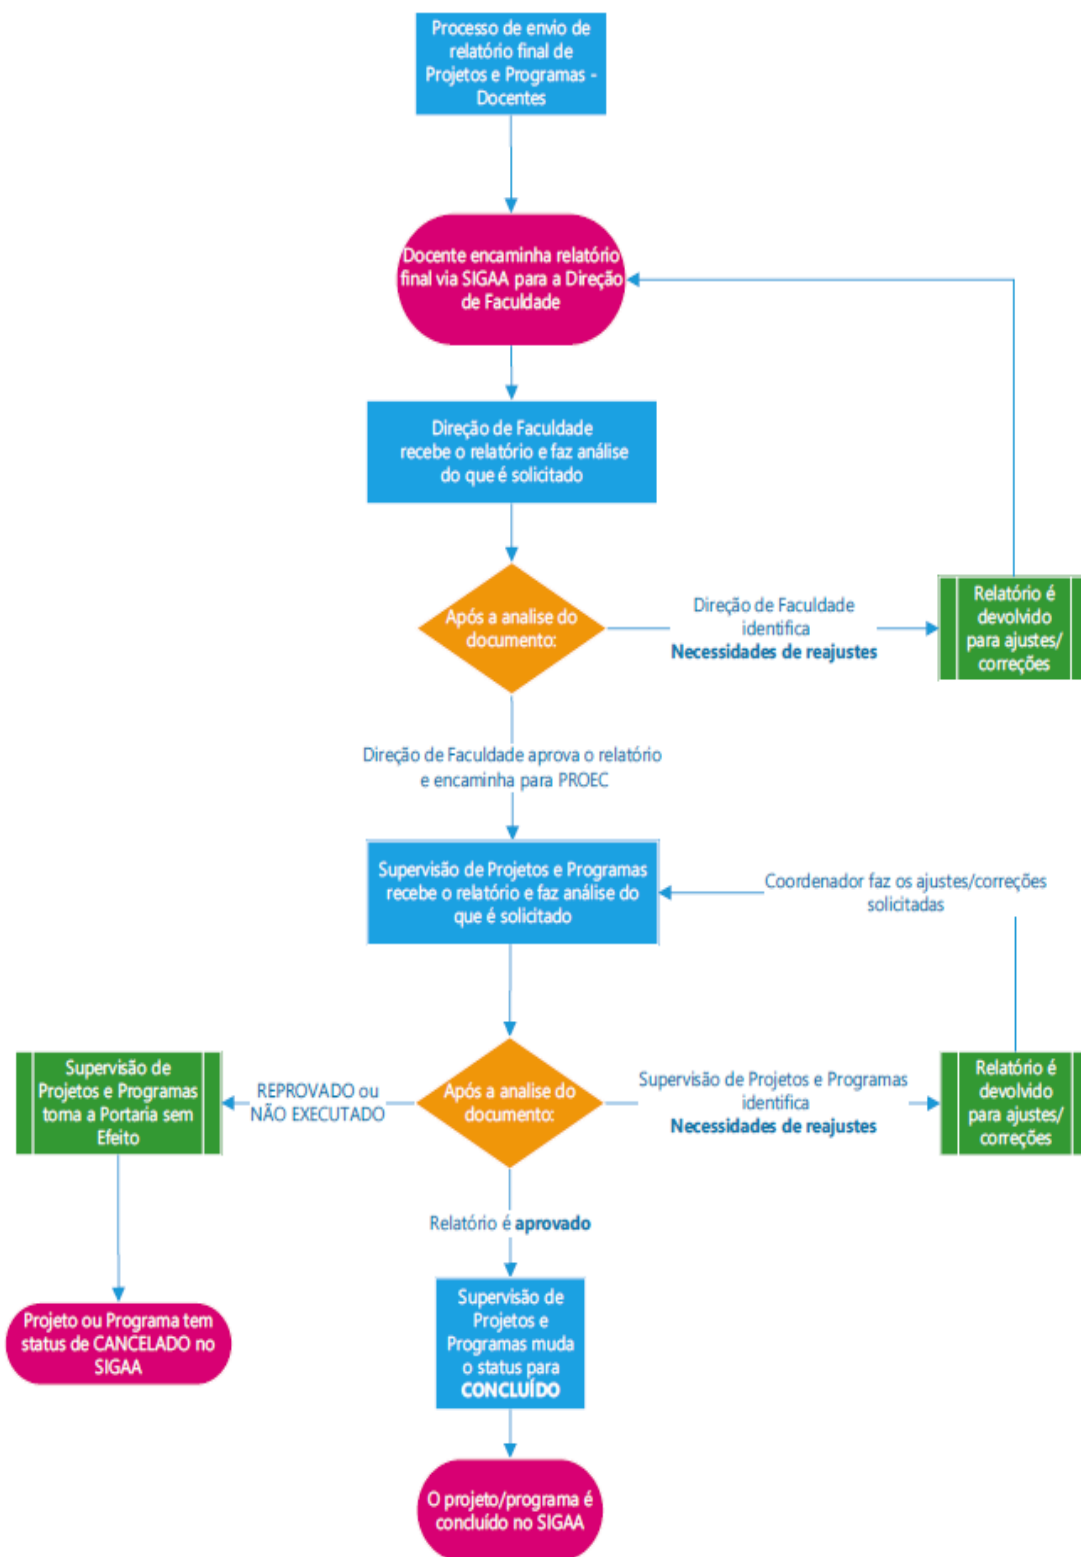 Processo de envio de
relatório final de
Projetos e Programas -
Docentes
Docente encaminha relatório
final via SIGAA para a Direção
de Faculdade
Direção de Faculdade
recebe o relatório e faz análise
do que é solicitado
Após a analise do
documento:
Direção de Faculdade
identifica
Necessidades de reajustes
Relatório é
devolvido
para ajustes/
correções
Direção de Faculdade aprova o relatório
e encaminha para PROEC
Supervisão de Projetos e Programas
recebe o relatório e faz análise do
que é solicitado
Coordenador faz os ajustes/correções
solicitadas
Supervisão de
Projetos e Programas
torna a Portaria sem
Efeito
REPROVADO ou
NÃO EXECUTADO
Após a analise do
documento:
Supervisão de Projetos e Programas
identifica
Necessidades de reajustes
Relatório é
devolvido
para ajustes/
correções
Relatório é aprovado
Projeto ou Programa tem
status de CANCELADO no
SIGAA
Supervisão de
Projetos e
Programas muda
o status para
CONCLUÍDO
O projeto/programa é
concluído no SIGAA